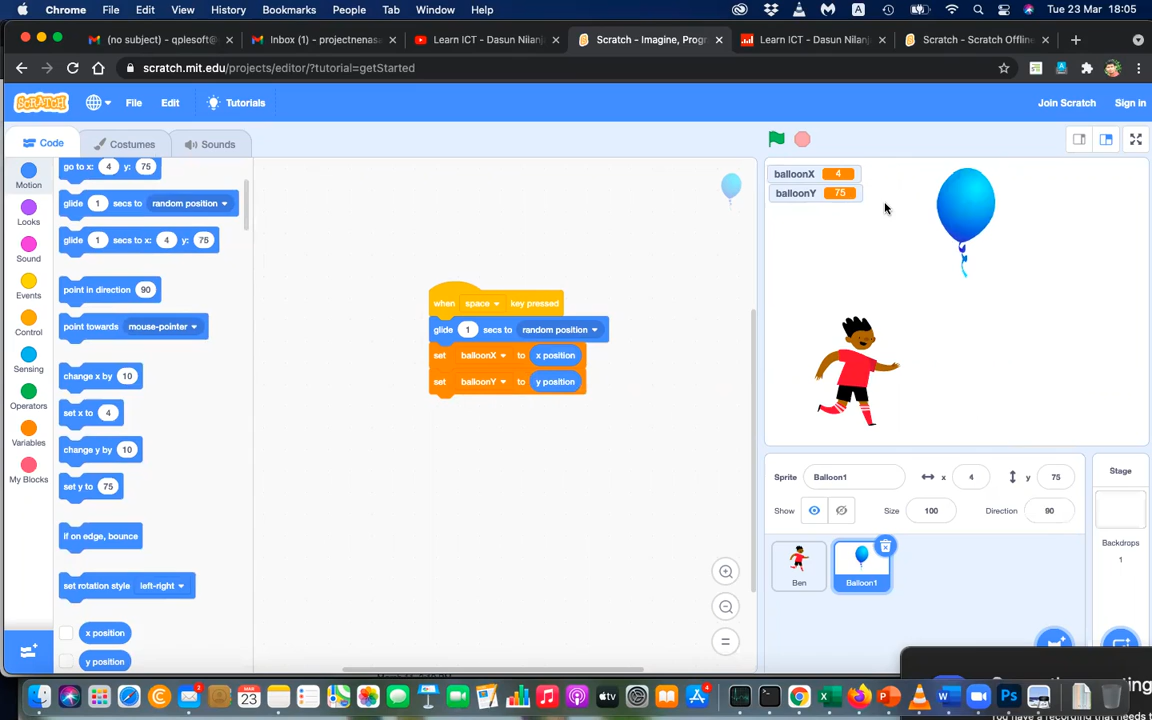 Chrome File Edit View History Bookmarks People Tab Window Help
A
Tue 23 Mar 18:05
(no subject) - qplesoft@
Inbox (1) - projectnenasa
Learn ICT - Dasun Nilanj
Scratch - Imagine, Progr
Learn ICT - Dasun Nilanj
Scratch - Scratch Offline
scratch.mit.edu/projects/editor/?tutorial=getStarted
SCRATCH
File
Edit
Tutorials
Join Scratch
Sign in
Code
Costumes
Sounds
Motion
Looks
Sound
Events
Control
Sensing
Operators
Variables
My Blocks
go to x: 4 y: 75
glide 1 secs to random position
glide 1 secs to x: 4 y: 75
point in direction 90
point towards mouse-pointer
change x by 10
set x to 4
change y by 10
set y to 75
if on edge, bounce
set rotation style left-right
x position
y position
when space key pressed
glide 1 secs to random position
set balloonX to x position
set balloonY to y position
balloonX 4
balloonY 75
Sprite Balloon1 x 4 y 75
Show Size 100 Direction 90
Ben
Balloon1
Stage
Backdrops
1
MAR
23
tv